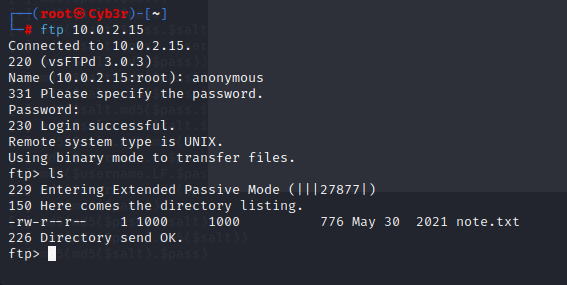 ┌──(root㉿Cyb3r)-[~]
└─# ftp 10.0.2.15
Connected to 10.0.2.15.
220 (vsFTPd 3.0.3)
Name (10.0.2.15:root): anonymous
331 Please specify the password.
Password:
230 Login successful.
Remote system type is UNIX.
Using binary mode to transfer files.
ftp> ls
229 Entering Extended Passive Mode (|||27877|)
150 Here comes the directory listing.
-rw-r--r--    1 1000     1000          776 May 30  2021 note.txt
226 Directory send OK.
ftp>